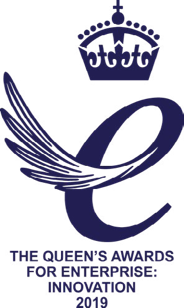 THE QUEEN'S AWARDS
FOR ENTERPRISE:
INNOVATION
2019